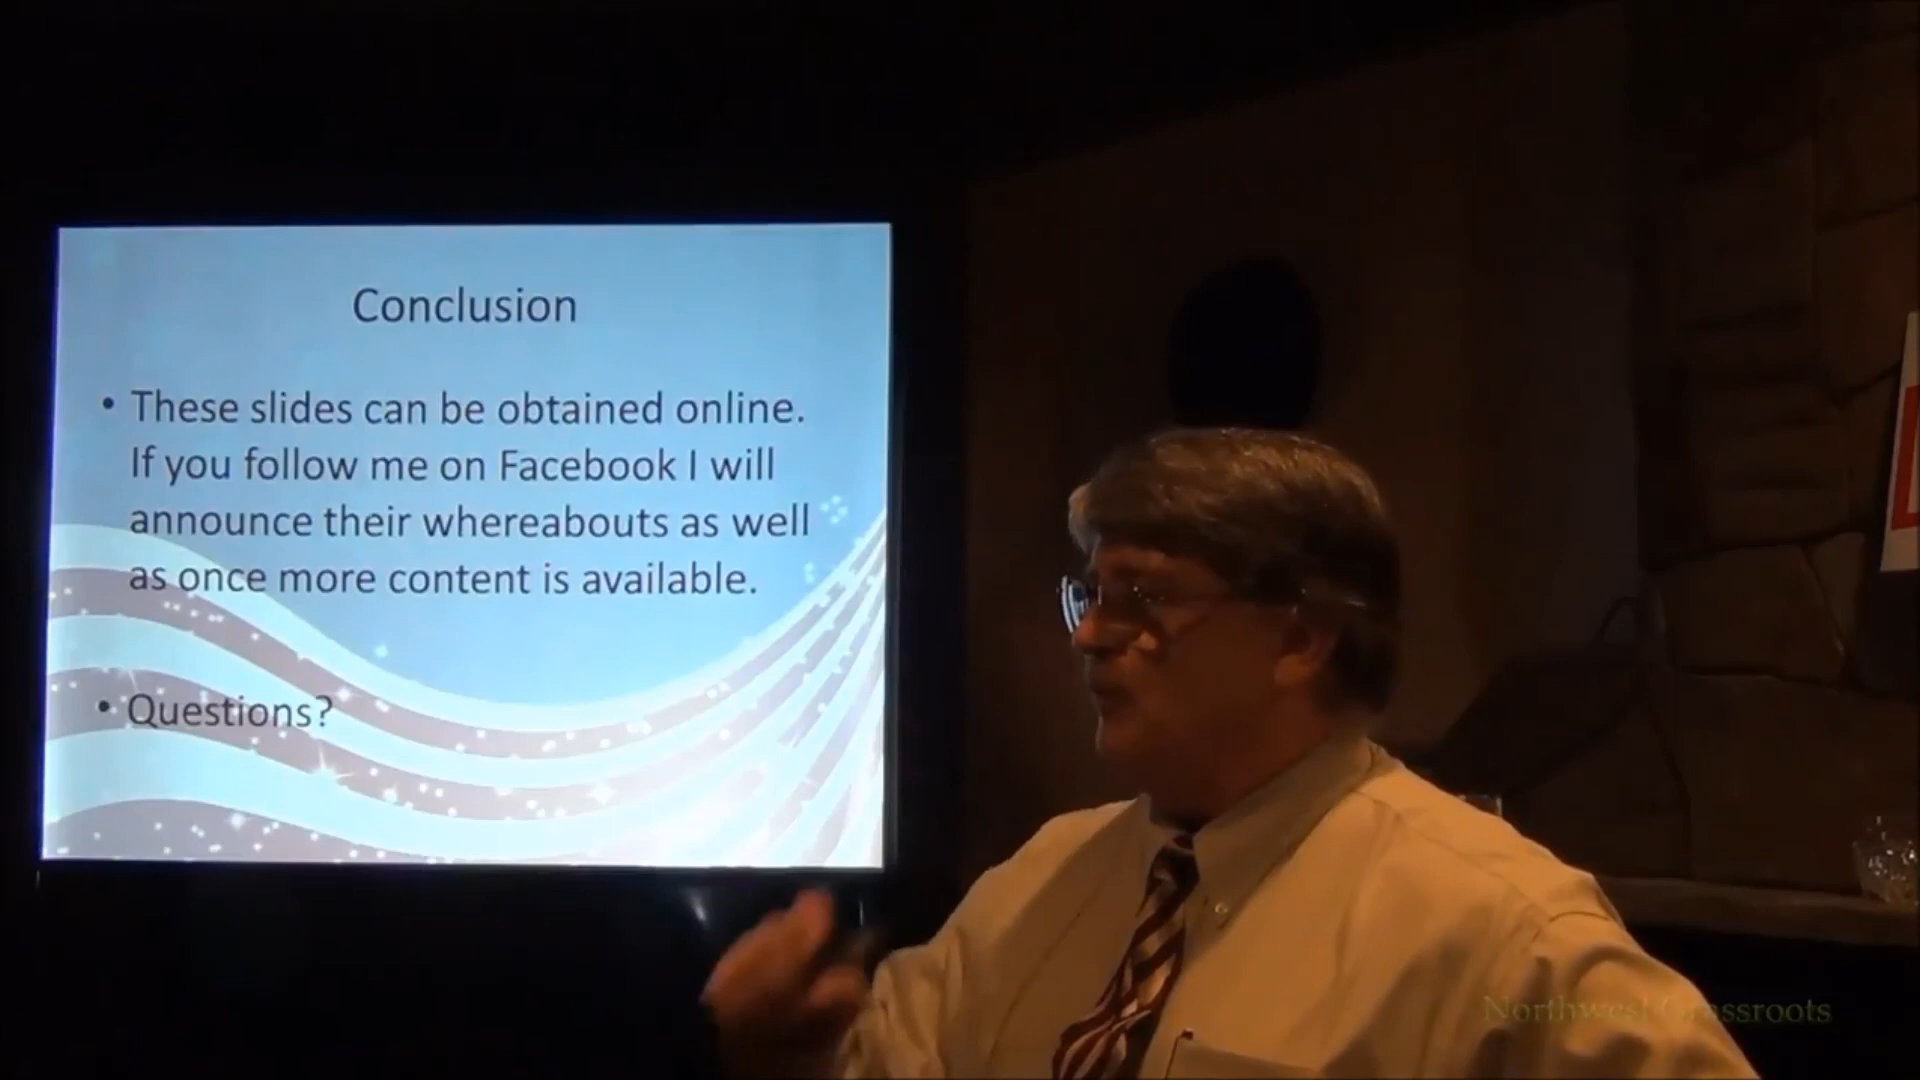 Conclusion
• These slides can be obtained online.
If you follow me on Facebook I will
announce their whereabouts as well
as once more content is available.
• Questions?
Northwest Grassroots